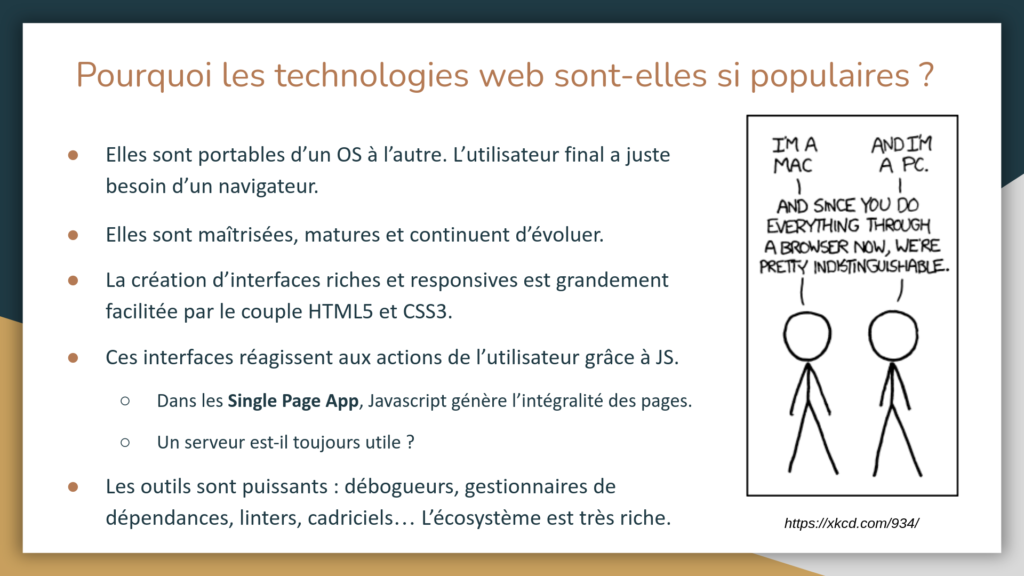 Pourquoi les technologies web sont-elles si populaires ?
● Elles sont portables d’un OS à l’autre. L’utilisateur final a juste
besoin d’un navigateur.
● Elles sont maîtrisées, matures et continuent d’évoluer.
● La création d’interfaces riches et responsives est grandement
facilitée par le couple HTML5 et CSS3.
● Ces interfaces réagissent aux actions de l’utilisateur grâce à JS.
○ Dans les Single Page App, Javascript génère l’intégralité des pages.
○ Un serveur est-il toujours utile ?
● Les outils sont puissants : débogueurs, gestionnaires de
dépendances, linters, cadriciels… L’écosystème est très riche.
I'M A
MAC
AND I'M
A PC.
AND SINCE YOU DO
EVERYTHING THROUGH
A BROWSER NOW, WE'RE
PRETTY INDISTINGUISHABLE.
https://xkcd.com/934/